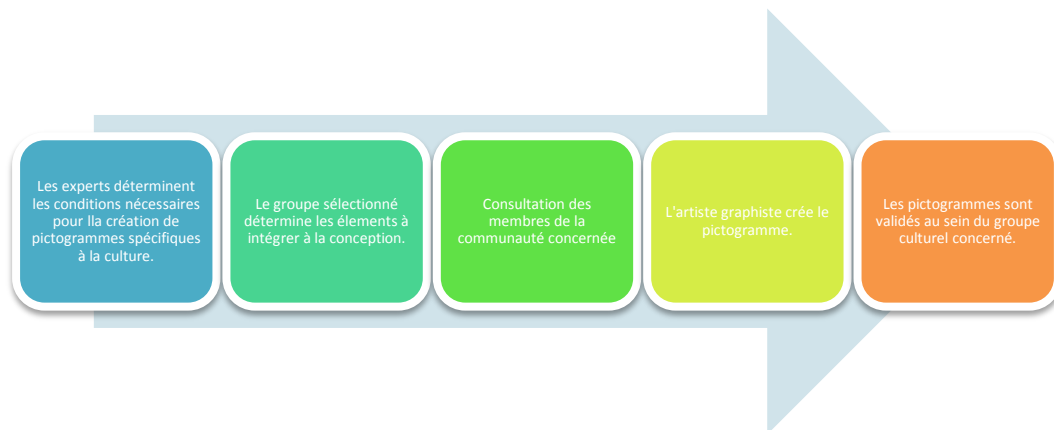 Les experts déterminent
les conditions nécessaires
pour lla création de
pictogrammes spécifiques
à la culture.
Le groupe sélectionné
détermine les élements à
intégrer à la conception.
Consultation des
membres de la
communauté concernée
L'artiste graphiste crée le
pictogramme.
Les pictogrammes sont
validés au sein du groupe
culturel concerné.